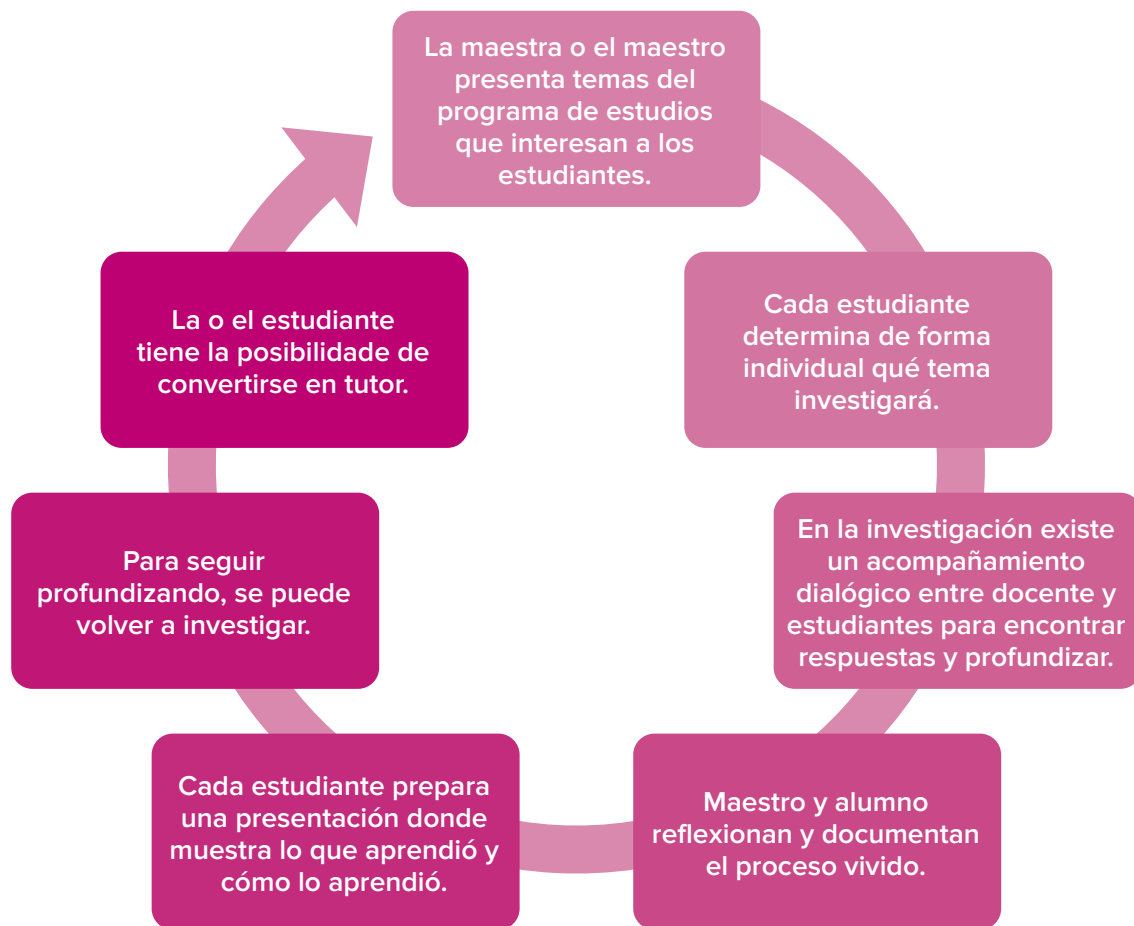 La maestra o el maestro
presenta temas del
programa de estudios
que interesan a los
estudiantes.
Cada estudiante
determina de forma
individual qué tema
investigará.
En la investigación existe
un acompañamiento
dialógico entre docente y
estudiantes para encontrar
respuestas y profundizar.
Maestro y alumno
reflexionan y documentan
el proceso vivido.
Cada estudiante prepara
una presentación donde
muestra lo que aprendió y
cómo lo aprendió.
Para seguir
profundizando, se puede
volver a investigar.
La o el estudiante
tiene la posibilidade de
convertirse en tutor.